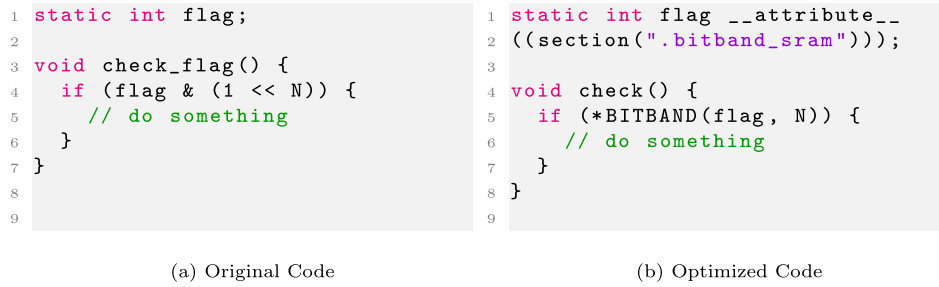 1 static int flag;
2
3 void check_flag() {
4   if (flag & (1 << N)) {
5     // do something
6   }
7 }
8
9
(a) Original Code
1 static int flag __attribute__
2 ((section(".bitband_sram")));
3
4 void check() {
5   if (*BITBAND(flag, N)) {
6     // do something
7   }
8 }
9
(b) Optimized Code